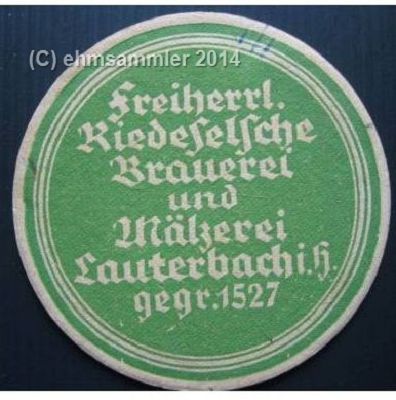 (C) ehmsammler 2014
Freiherrl.
Riedeselsche
Brauerei
und
Mälzerei
Lauterbach i. H.
gegr. 1527